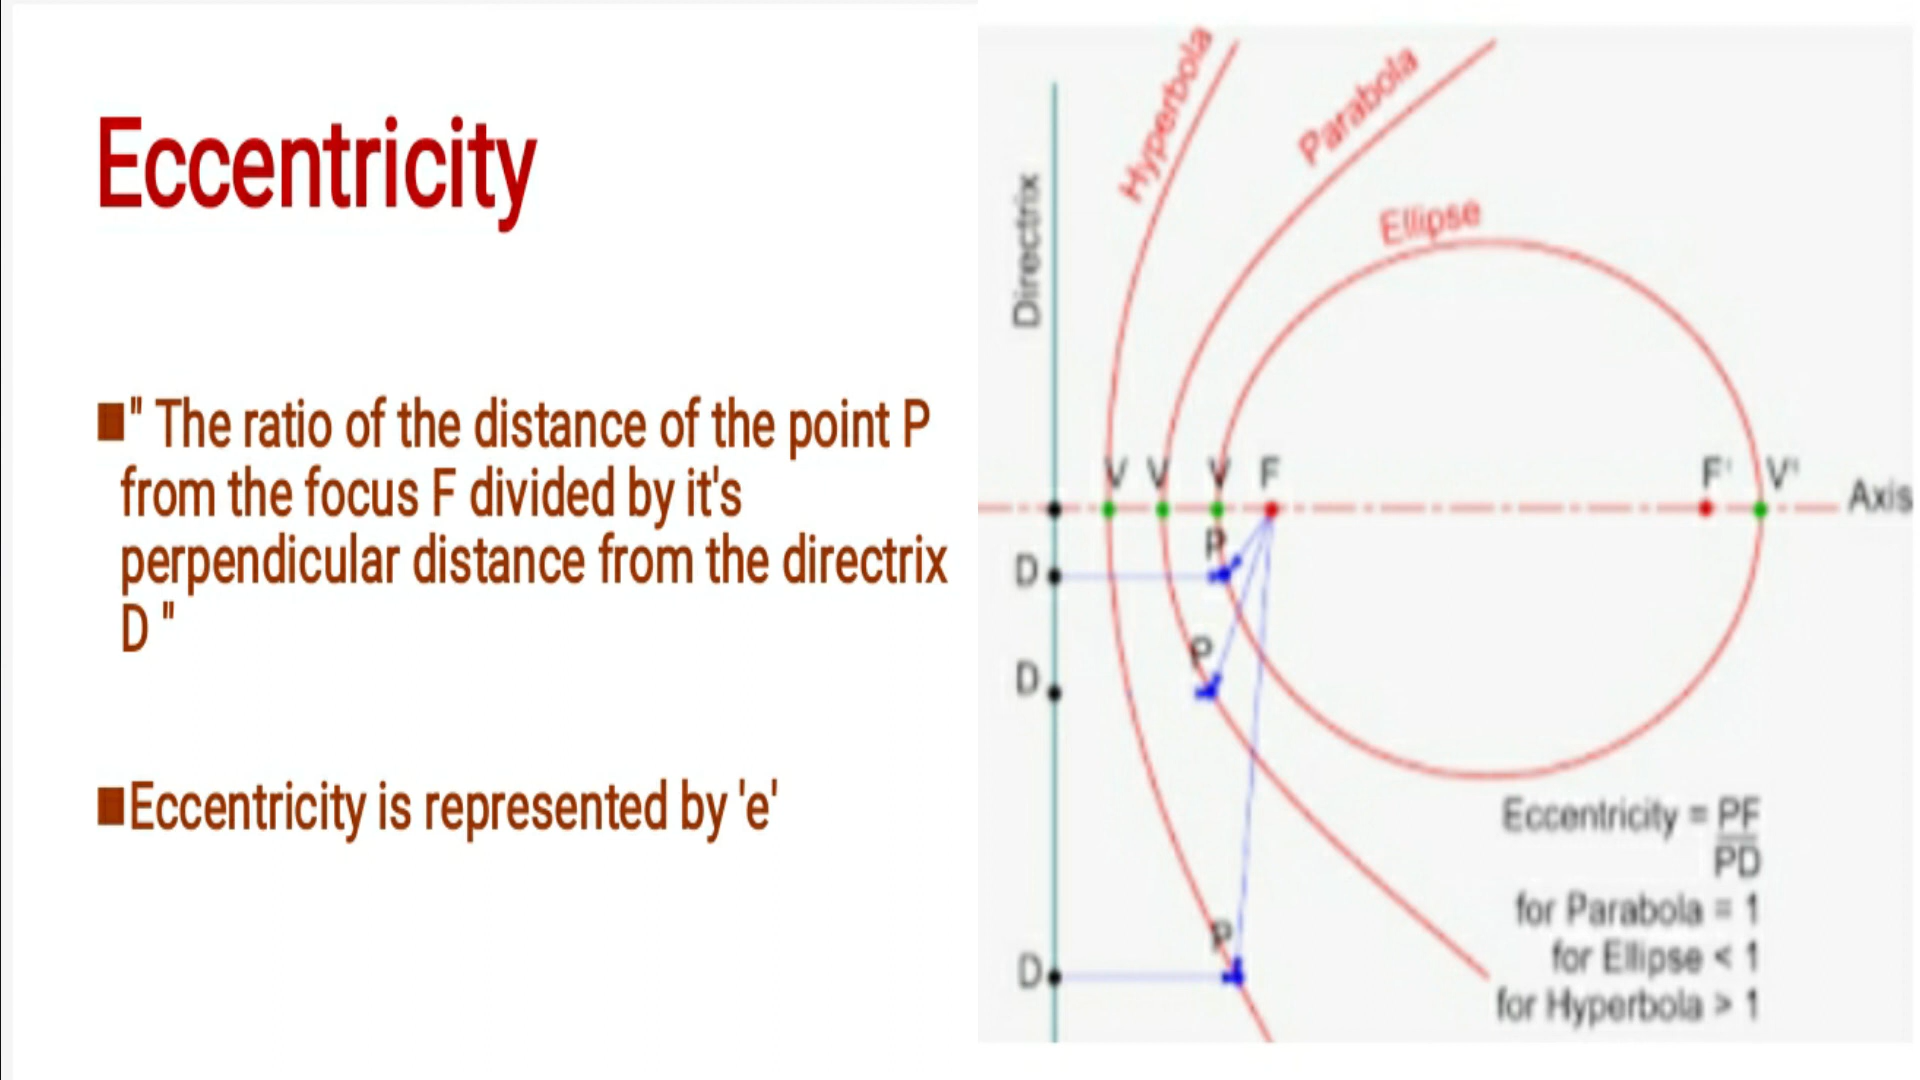 Eccentricity
■" The ratio of the distance of the point P
from the focus F divided by it's
perpendicular distance from the directrix
D "
■Eccentricity is represented by 'e'
Hyperbola
Parabola
Ellipse
Directrix
V V V F F' V' Axis
P
D
P
D
P
D
Eccentricity = PF
PD
for Parabola = 1
for Ellipse < 1
for Hyperbola > 1